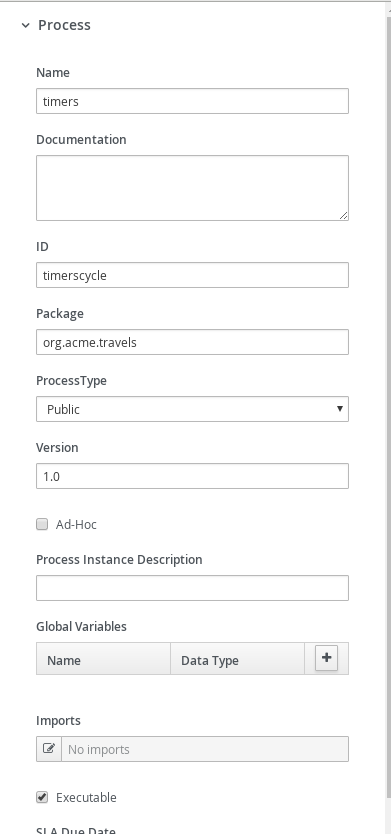 Process
Name
timers
Documentation
ID
timerscycle
Package
org.acme.travels
ProcessType
Public
Version
1.0
Ad-Hoc
Process Instance Description
Global Variables
Name Data Type
Imports
No imports
Executable
SLA Due Date